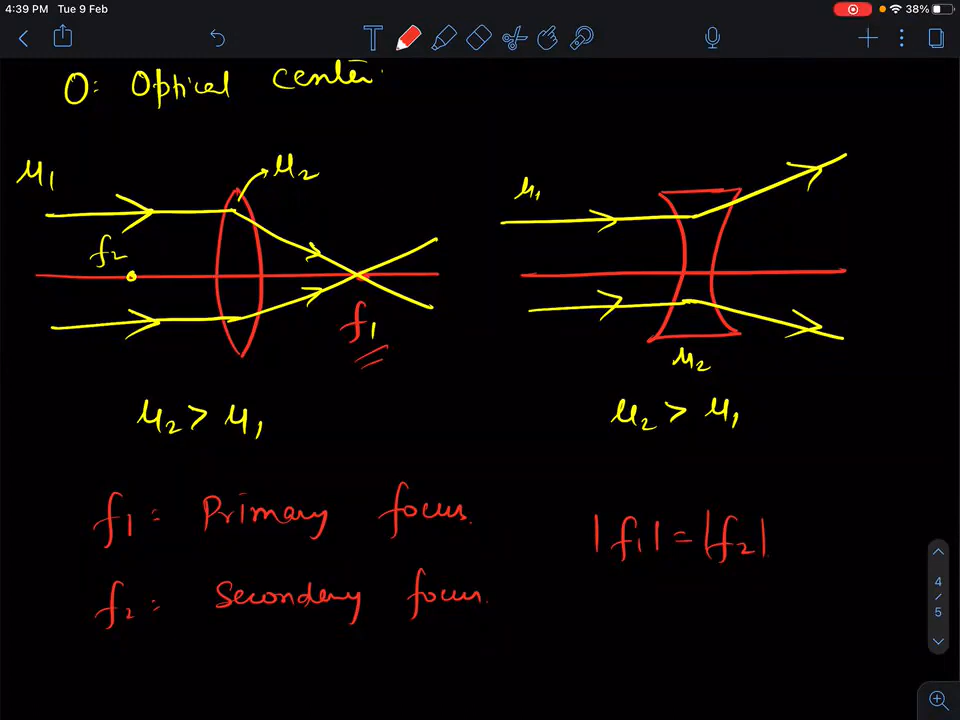 4:39 PM Tue 9 Feb
38%
T
O: Optical center
μ1
μ2
f2
f1
μ2 > μ1
μ1
μ2
μ2 > μ1
f1 = Primary focus.
|f1| = |f2|
f2 = Secondary focus.
4
/
5